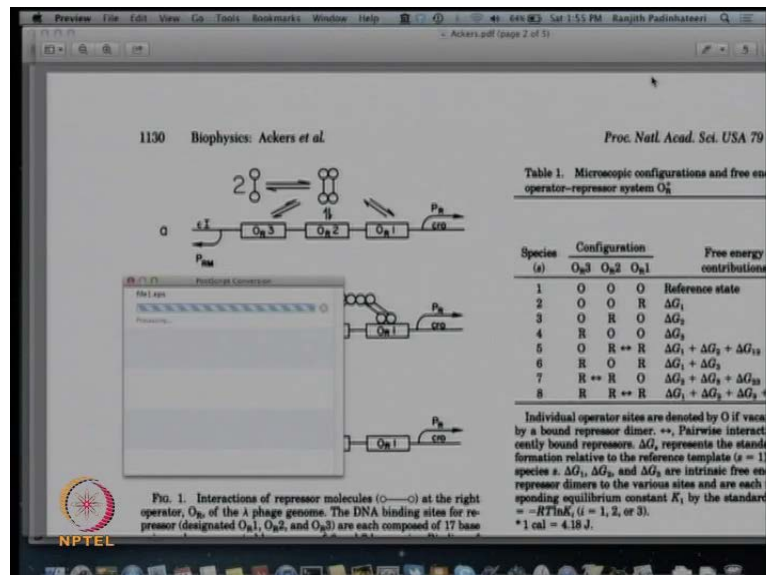 Preview File Edit View Go Tools Bookmarks Window Help 64% Sat 1:55 PM Ranjith Padinhateeri
Ackers.pdf (page 2 of 5)
5
1130 Biophysics: Ackers et al.
2
a
cI
OR3
OR2
OR1
PR
cro
PRM
PR
OR1
cro
PR
OR1
cro
PostScript Conversion
file1.eps
Processing...
FIG. 1. Interactions of repressor molecules (o—o) at the right
operator, OR, of the λ phage genome. The DNA binding sites for re-
pressor (designated OR1, OR2, and OR3) are each composed of 17 base
Proc. Natl. Acad. Sci. USA 79
Table 1. Microscopic configurations and free ene
operator–repressor system
Species Configuration Free energy
(s) OR3 OR2 OR1 contributions
1 O O O Reference state
2 O O R ΔG1
3 O R O ΔG2
4 R O O ΔG3
5 O R ↔ R ΔG1 + ΔG2 + ΔG12
6 R O R ΔG1 + ΔG3
7 R ↔ R O ΔG2 + ΔG3 + ΔG23
8 R R ↔ R ΔG1 + ΔG2 + ΔG3 +
Individual operator sites are denoted by O if vaca
by a bound repressor dimer. ↔, Pairwise interact
cently bound repressors. ΔGs represents the standa
formation relative to the reference template (s = 1
species s. ΔG1, ΔG2, and ΔG3 are intrinsic free en
repressor dimers to the various sites and are each
sponding equilibrium constant K1 by the standard
= −RTlnKi (i = 1, 2, or 3).
*1 cal = 4.18 J.
NPTEL